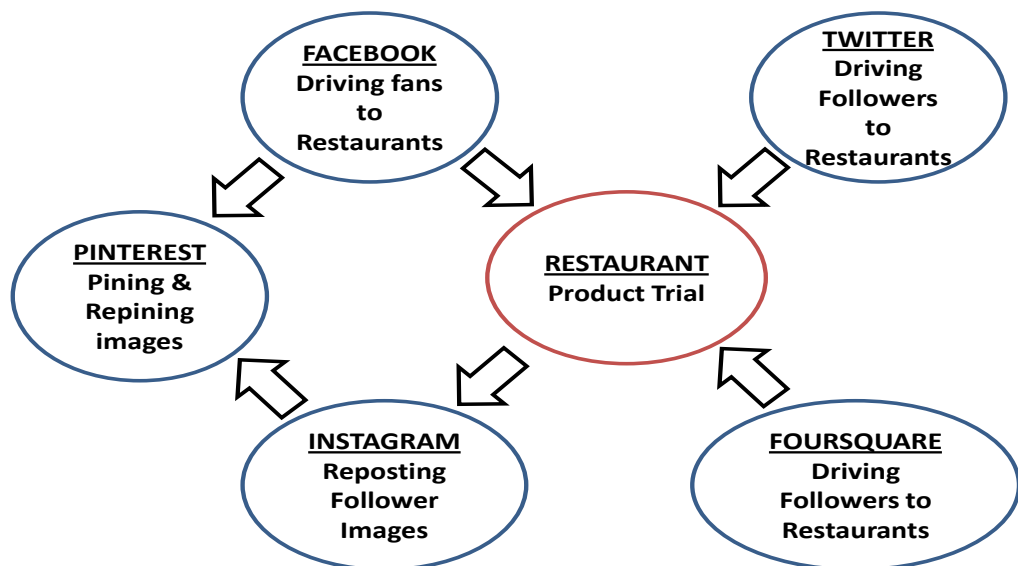 FACEBOOK
Driving fans
to
Restaurants
TWITTER
Driving
Followers
to
Restaurants
PINTEREST
Pining &
Repining
images
RESTAURANT
Product Trial
INSTAGRAM
Reposting
Follower
Images
FOURSQUARE
Driving
Followers to
Restaurants